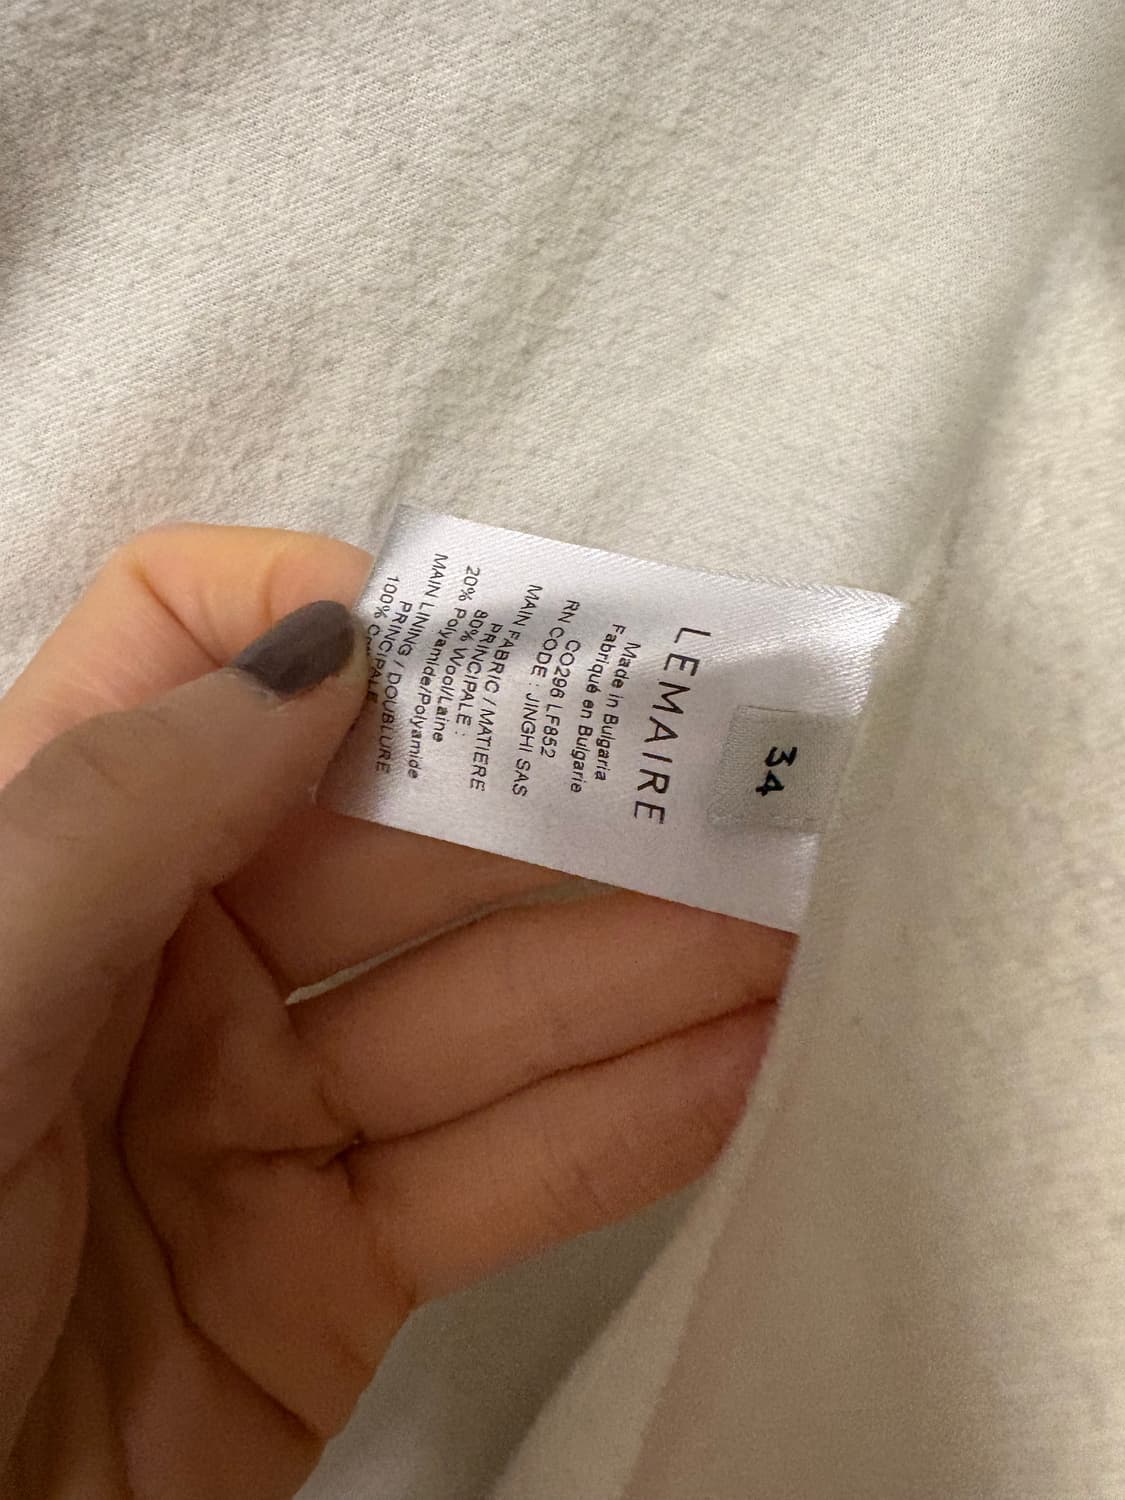 34
LEMAIRE
Made in Bulgaria
Fabriqué en Bulgarie
CO296 LF852
RN CODE : JINGHI SAS
MAIN FABRIC / MATIERE
PRINCIPALE :
80% Wool/Laine
20% Polyamide/Polyamide
MAIN LINING / DOUBLURE
PRINCIPALE
100%